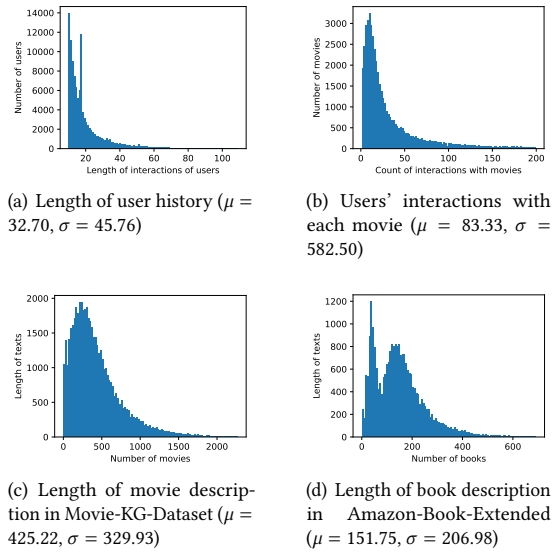 14000
12000
10000
8000
6000
4000
2000
0
Number of users
20 40 60 80 100
Length of interactions of users
(a) Length of user history (μ =
32.70, σ = 45.76)
3000
2500
2000
1500
1000
500
0
Number of movies
0 50 100 150 200
Count of interactions with movies
(b) Users' interactions with
each movie (μ = 83.33, σ =
582.50)
2000
1500
1000
500
0
Length of texts
0 500 1000 1500 2000
Number of movies
(c) Length of movie descrip-
tion in Movie-KG-Dataset (μ =
425.22, σ = 329.93)
1200
1000
800
600
400
200
0
Length of texts
0 200 400 600
Number of books
(d) Length of book description
in Amazon-Book-Extended
(μ = 151.75, σ = 206.98)